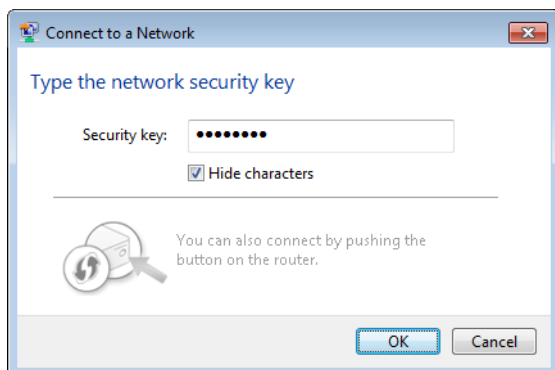 Connect to a Network
Type the network security key
Security key: ••••••••
Hide characters
You can also connect by pushing the
button on the router.
OK Cancel